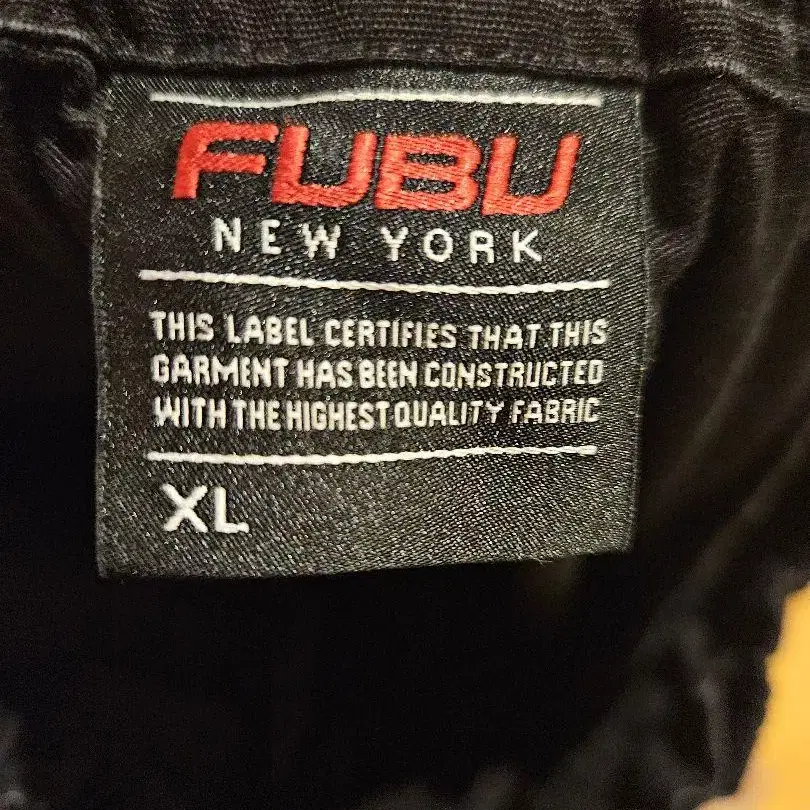 FUBU
NEW YORK
THIS LABEL CERTIFIES THAT THIS
GARMENT HAS BEEN CONSTRUCTED
WITH THE HIGHEST QUALITY FABRIC
XL